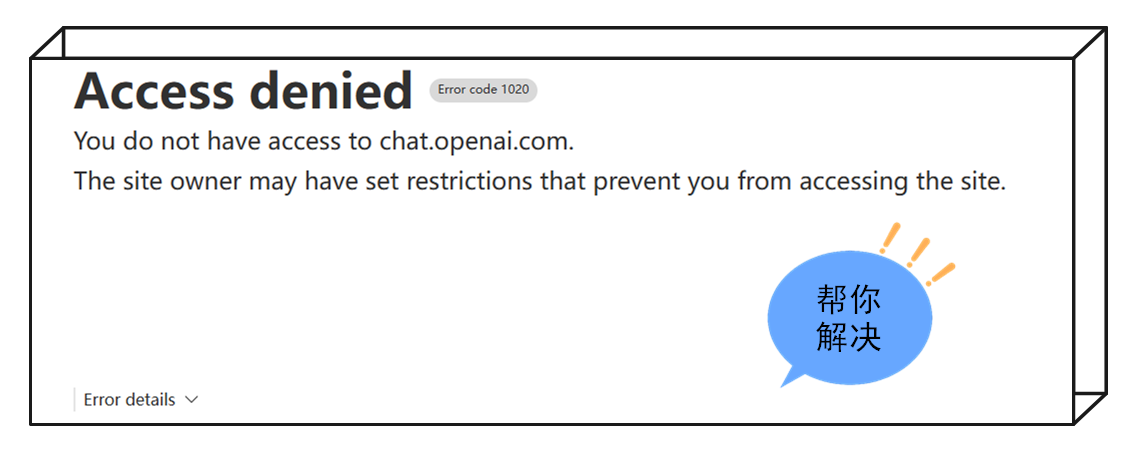 Access denied Error code 1020
You do not have access to chat.openai.com.
The site owner may have set restrictions that prevent you from accessing the site.
帮你
解决
Error details